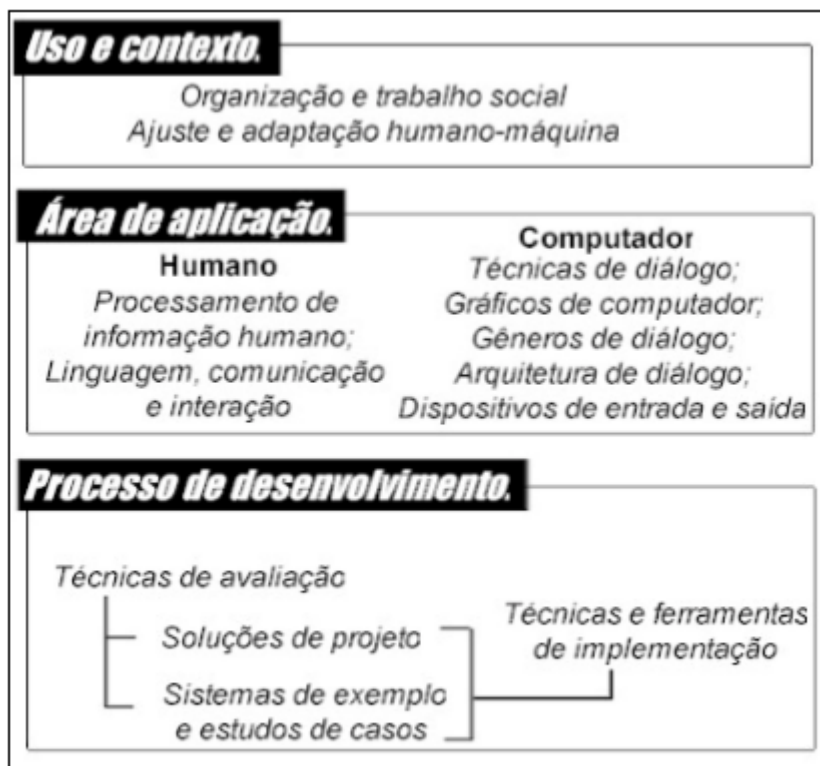 Uso e contexto.
Organização e trabalho social
Ajuste e adaptação humano-máquina
Área de aplicação.
Humano
Processamento de
informação humano;
Linguagem, comunicação
e interação
Computador
Técnicas de diálogo;
Gráficos de computador;
Gêneros de diálogo;
Arquitetura de diálogo;
Dispositivos de entrada e saída
Processo de desenvolvimento.
Técnicas de avaliação
Soluções de projeto
Sistemas de exemplo
e estudos de casos
Técnicas e ferramentas
de implementação